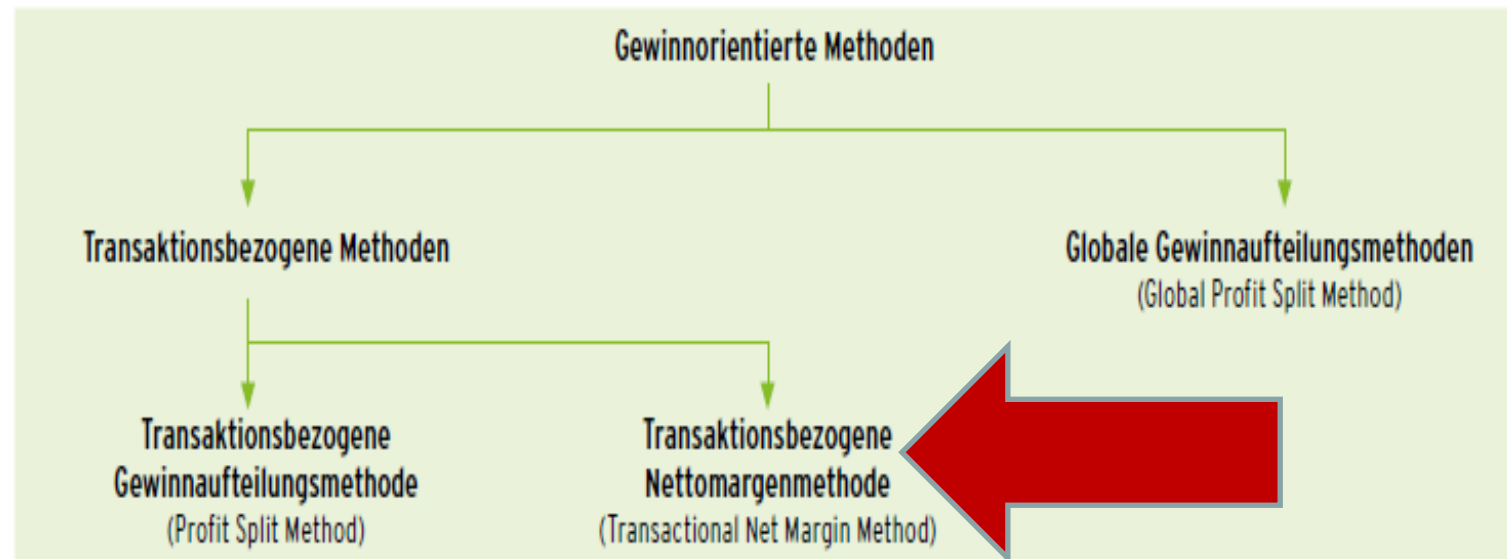 Gewinnorientierte Methoden
Transaktionsbezogene Methoden
Globale Gewinnaufteilungsmethoden
(Global Profit Split Method)
Transaktionsbezogene
Gewinnaufteilungsmethode
(Profit Split Method)
Transaktionsbezogene
Nettomargenmethode
(Transactional Net Margin Method)